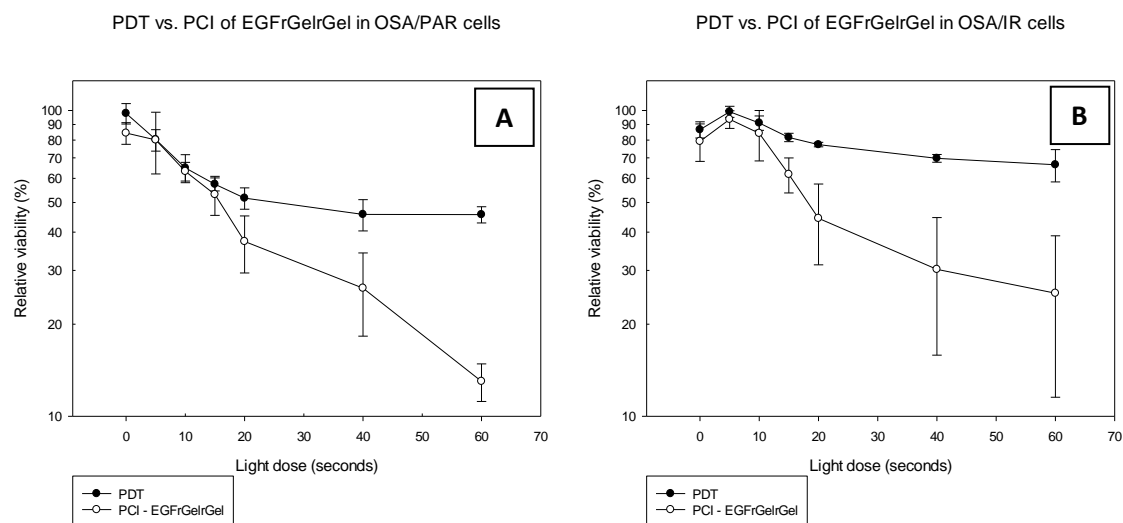 PDT vs. PCI of EGFrGelrGel in OSA/PAR cells
A
Relative viability (%)
100
90
80
70
60
50
40
30
20
10
0 10 20 30 40 50 60 70
Light dose (seconds)
PDT
PCI - EGFrGelrGel
PDT vs. PCI of EGFrGelrGel in OSA/IR cells
B
Relative viability (%)
100
90
80
70
60
50
40
30
20
10
0 10 20 30 40 50 60 70
Light dose (seconds)
PDT
PCI - EGFrGelrGel